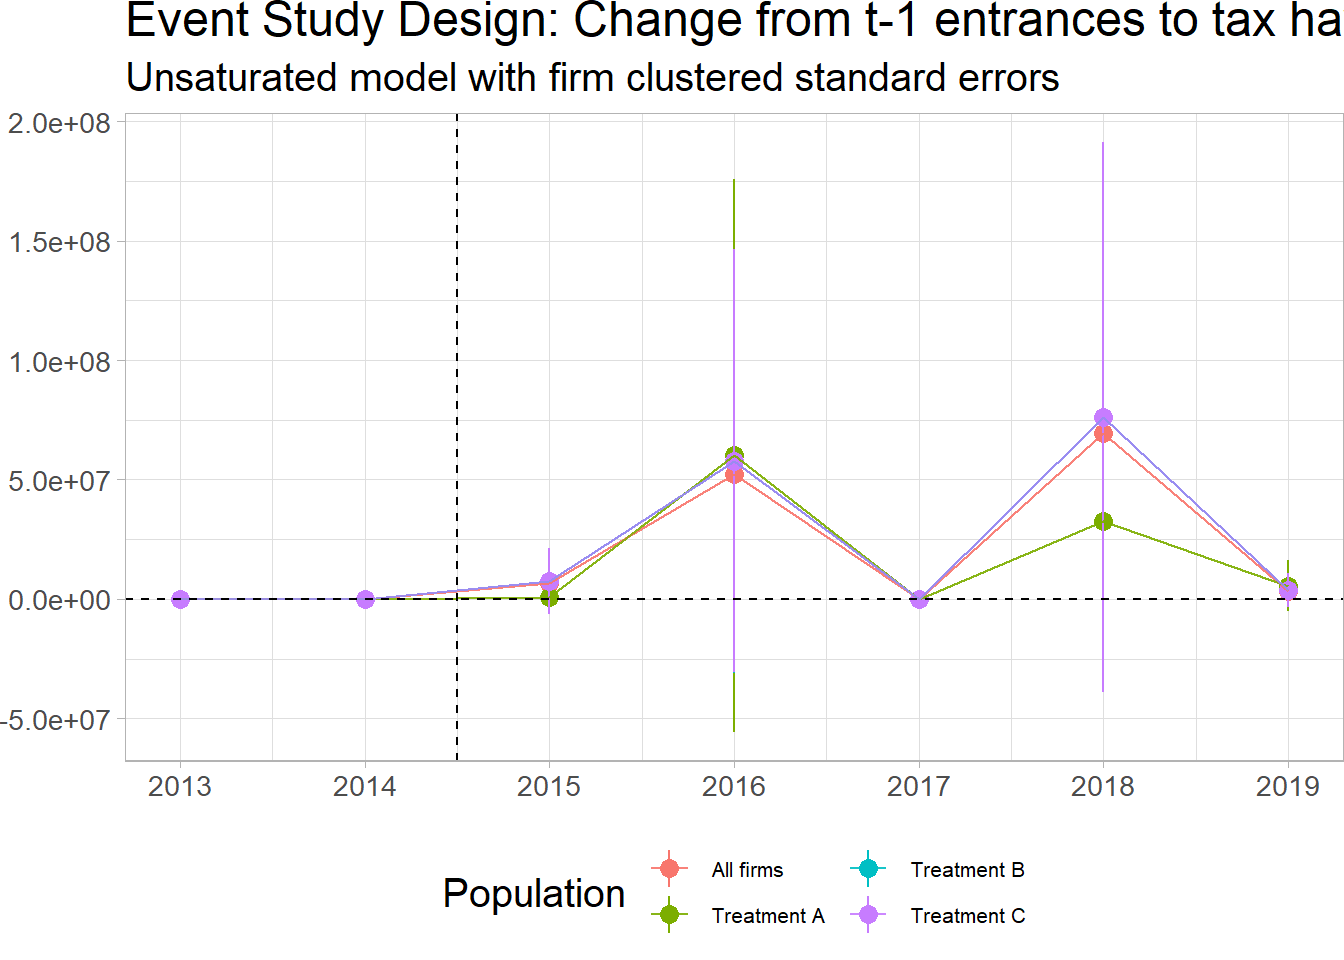 Event Study Design: Change from t-1 entrances to tax ha
Unsaturated model with firm clustered standard errors
2.0e+08
1.5e+08
1.0e+08
5.0e+07
0.0e+00
-5.0e+07
2013 2014 2015 2016 2017 2018 2019
Population
All firms
Treatment A
Treatment B
Treatment C